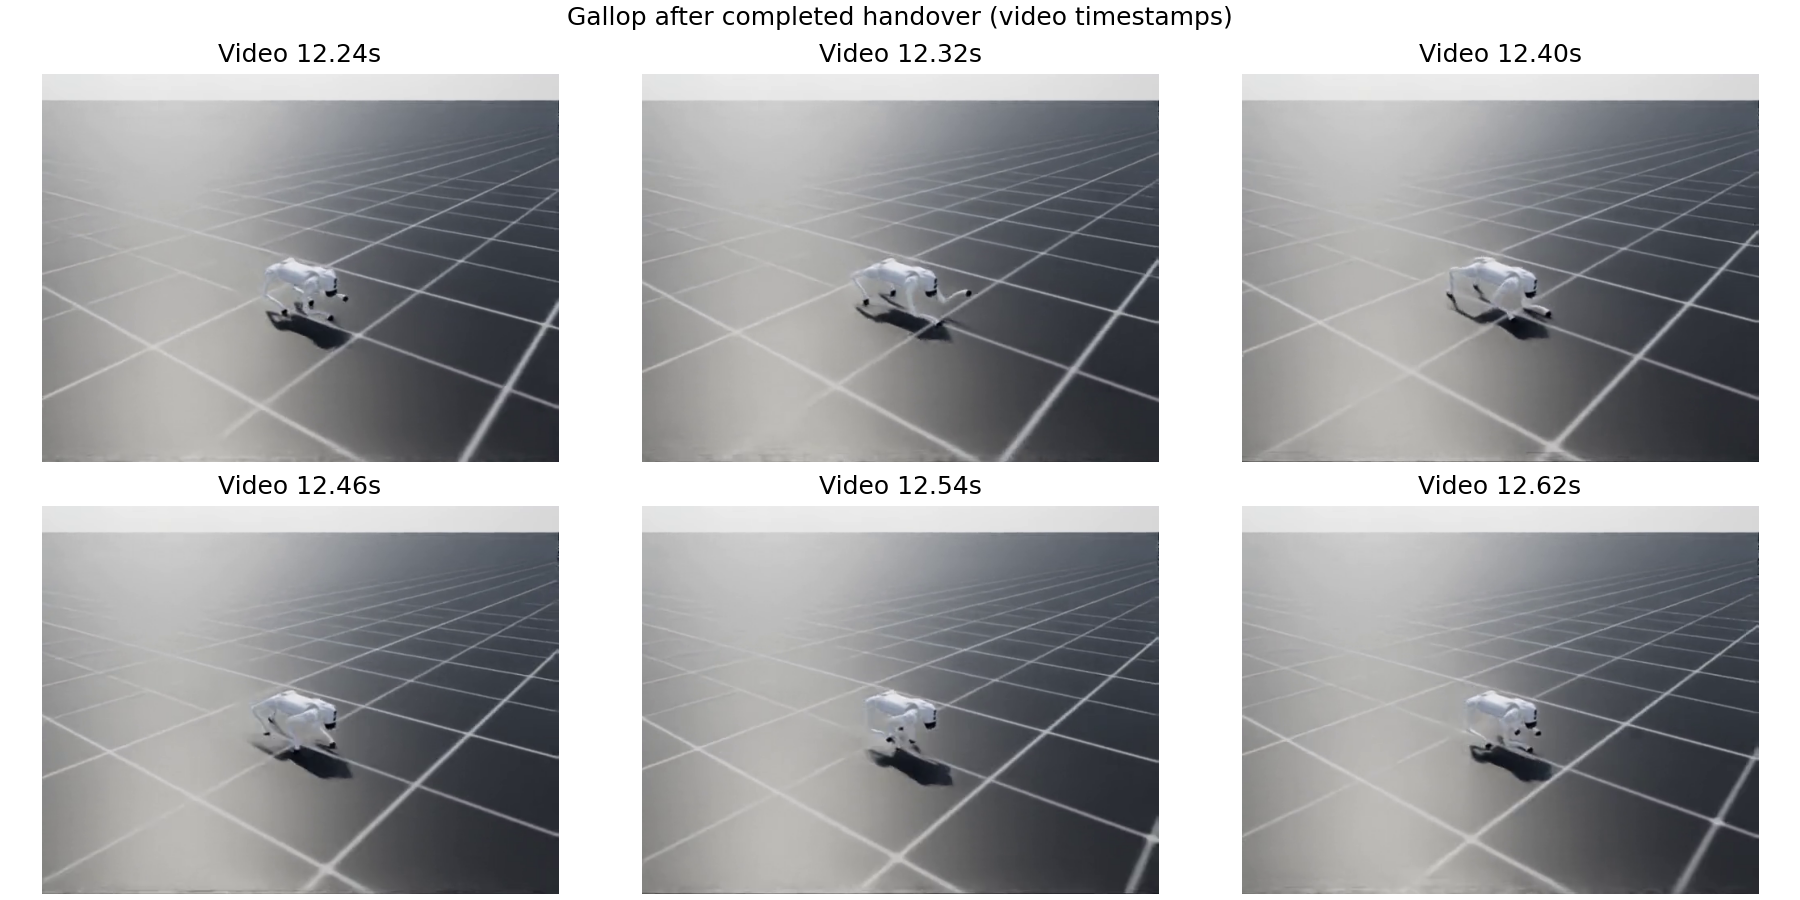 Gallop after completed handover (video timestamps)
Video 12.24s
Video 12.32s
Video 12.40s
Video 12.46s
Video 12.54s
Video 12.62s